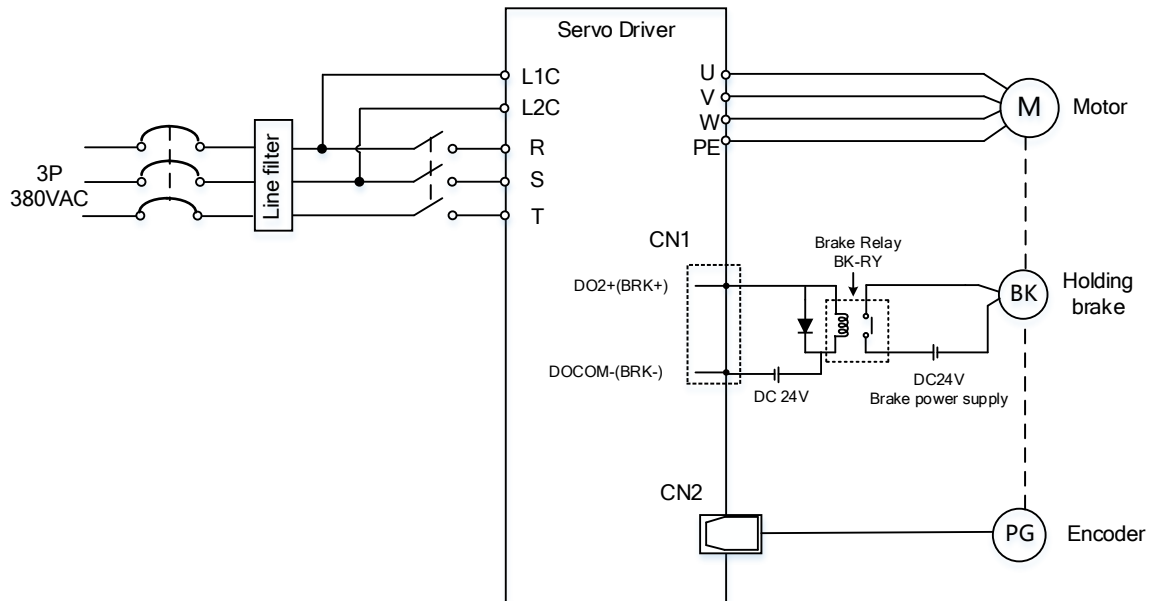 Servo Driver
L1C
L2C
R
S
T
3P
380VAC
Line filter
U
V
W
PE
M
Motor
CN1
DO2+(BRK+)
DOCOM-(BRK-)
Brake Relay
BK-RY
DC 24V
DC24V
Brake power supply
BK
Holding
brake
CN2
PG
Encoder